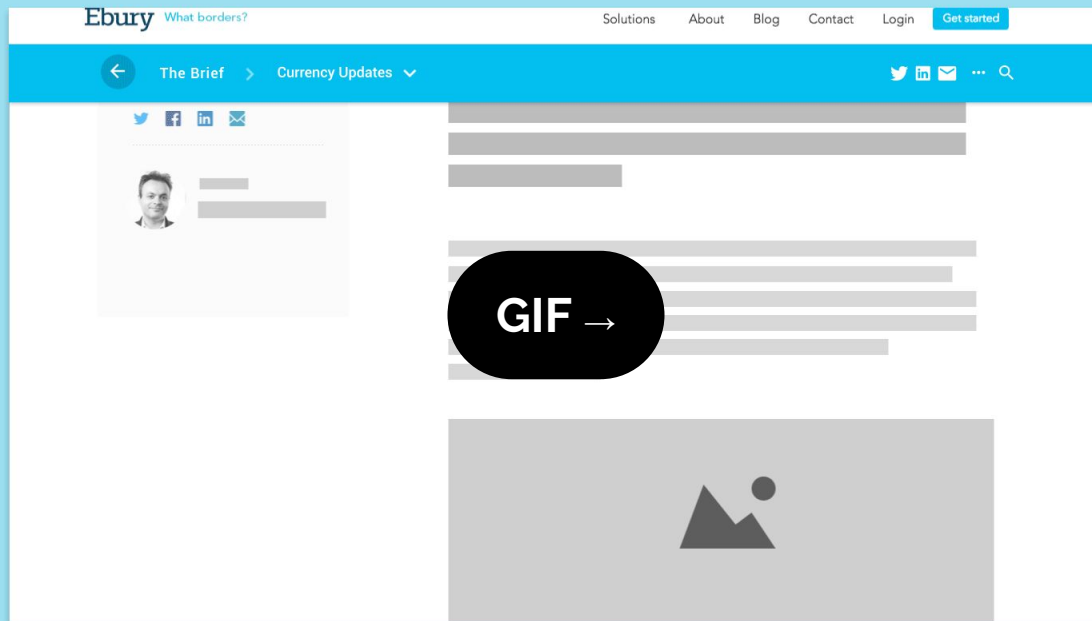 Ebury What borders?
Solutions About Blog Contact Login Get started
The Brief > Currency Updates
GIF →